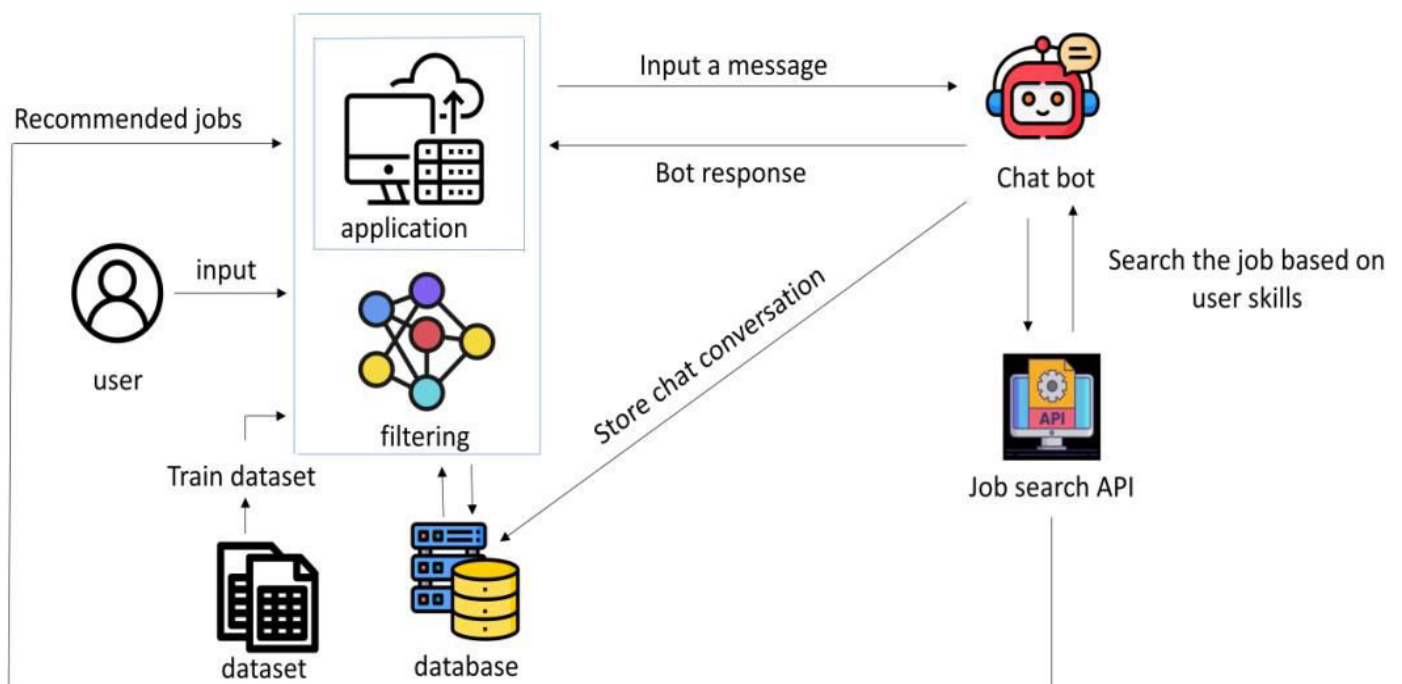 Input a message
Recommended jobs
Bot response
Chat bot
application
input
Search the job based on
user skills
Store chat conversation
user
API
filtering
Train dataset
Job search API
dataset
database